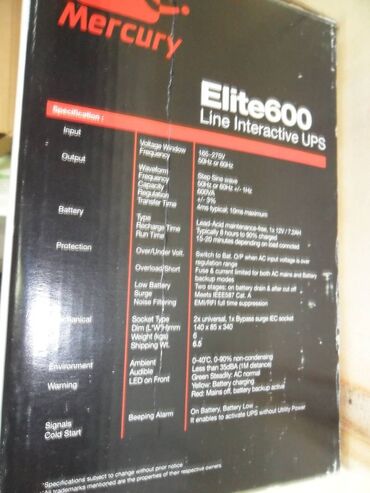 Mercury
Elite600
Line Interactive UPS
Specification :
Input
Voltage Window 165-275V
Frequency 50Hz or 60Hz
Output
Waveform Step Sine wave
Frequency 50Hz or 60Hz +/- 1Hz
Capacity 600VA
Regulation +/- 9%
Transfer Time 4ms typical, 10ms maximum
Battery
Type Lead-Acid maintenance-free, 1x 12V / 7.2AH
Recharge Time Typically 8 hours to 90% charged
Run Time 15-20 minutes depending on load connected
Protection
Over/Under Volt. Switch to Bat. O/P when AC input voltage is over
regulation range
Overload/Short Fuse & current limited for both AC mains and Battery
backup modes
Low Battery Two stages: on battery drain & after cut off
Surge Meets IEEE587 Cat. A
Noise Filtering EMI/RFI full time suppression
Mechanical
Socket Type 2x universal, 1x Bypass surge IEC socket
Dim (L*W*H)mm 140 x 85 x 340
Weight (kgs) 6
Shipping Wt. 6.5
Environment
Ambient 0-40°C, 0-90% non-condensing
Audible Less than 35dBA (1M distance)
Warning
LED on Front Green Steadily: AC normal
Yellow: Battery charging
Red: Mains off, battery backup active
Signals
Beeping Alarm On Battery, Battery Low
Cold Start
It enables to activate UPS without Utility Power
*Specifications subject to change without prior notice
*All trademarks mentioned are the properties of their respective owners